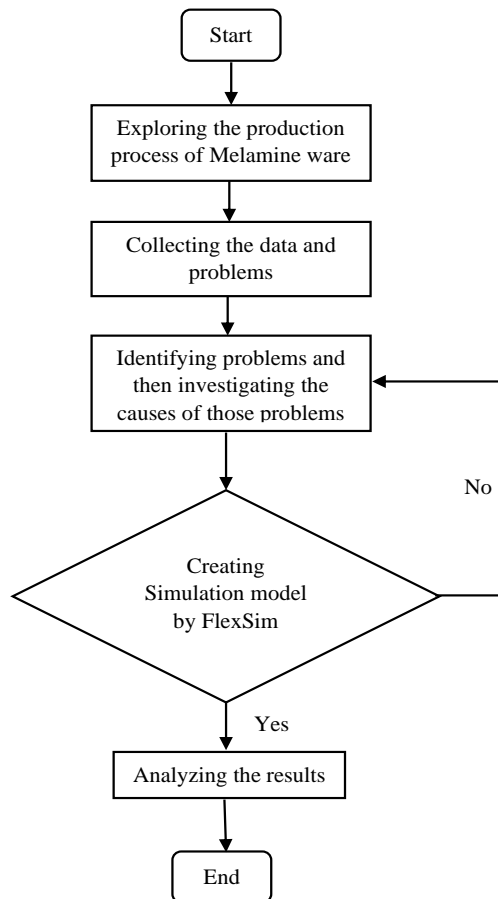 Start
Exploring the production
process of Melamine ware
Collecting the data and
problems
Identifying problems and
then investigating the
causes of those problems
No
Creating
Simulation model
by FlexSim
Yes
Analyzing the results
End